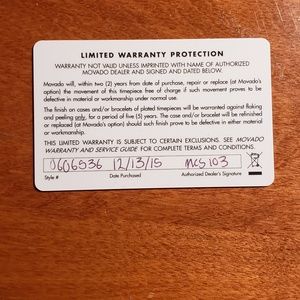 LIMITED WARRANTY PROTECTION
WARRANTY NOT VALID UNLESS IMPRINTED WITH NAME OF AUTHORIZED
MOVADO DEALER AND SIGNED AND DATED BELOW.
Movado will, within two (2) years from date of purchase, repair or replace (at Movado's
option) the movement of this timepiece free of charge if such movement proves to be
defective in material or workmanship under normal use.
The finish on cases and/or bracelets of plated timepieces will be warranted against flaking
and peeling only, for a period of five (5) years. The case and/or bracelet will be refinished
or replaced (at Movado's option) should such finish prove to be defective in either material
or workmanship.
THIS LIMITED WARRANTY IS SUBJECT TO CERTAIN EXCLUSIONS. SEE MOVADO
WARRANTY AND SERVICE GUIDE FOR COMPLETE TERMS AND CONDITIONS.
0606536 12/13/15 MCS103
Style # Date Purchased Authorized Dealer's Signature